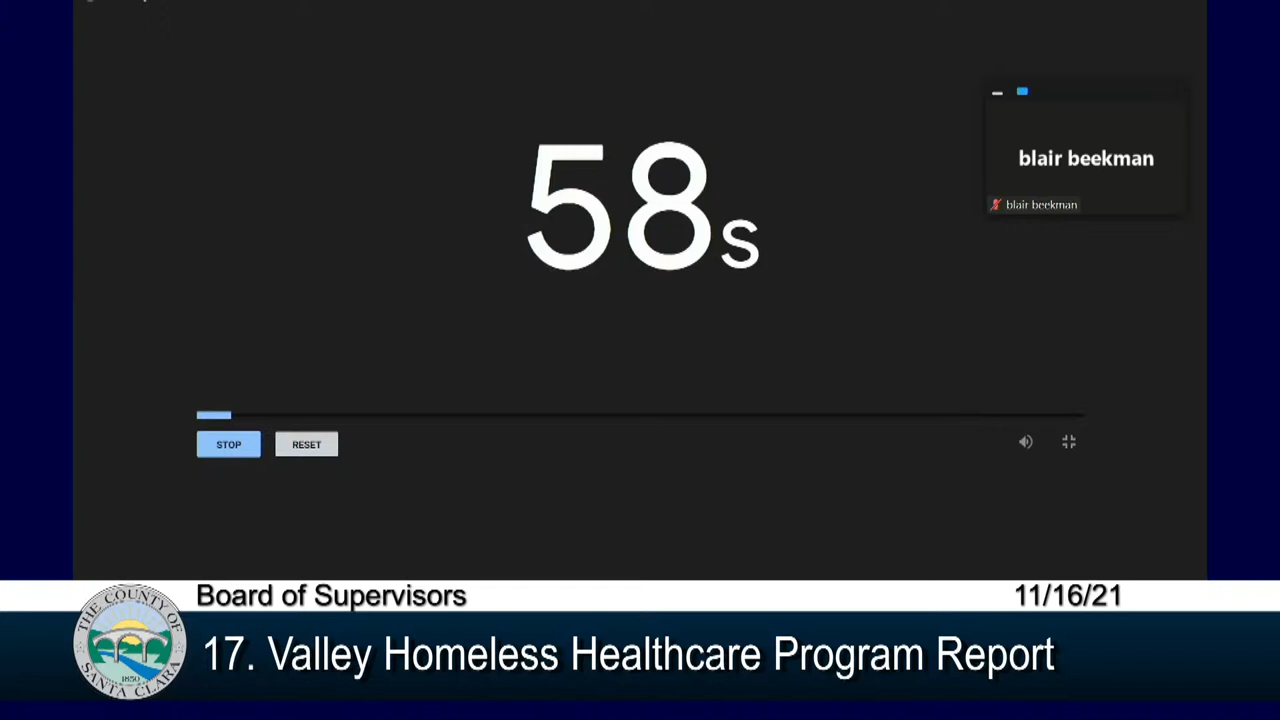 58s
blair beekman
blair beekman
STOP
RESET
Board of Supervisors
11/16/21
THE COUNTY OF SANTA CLARA
1850
17. Valley Homeless Healthcare Program Report